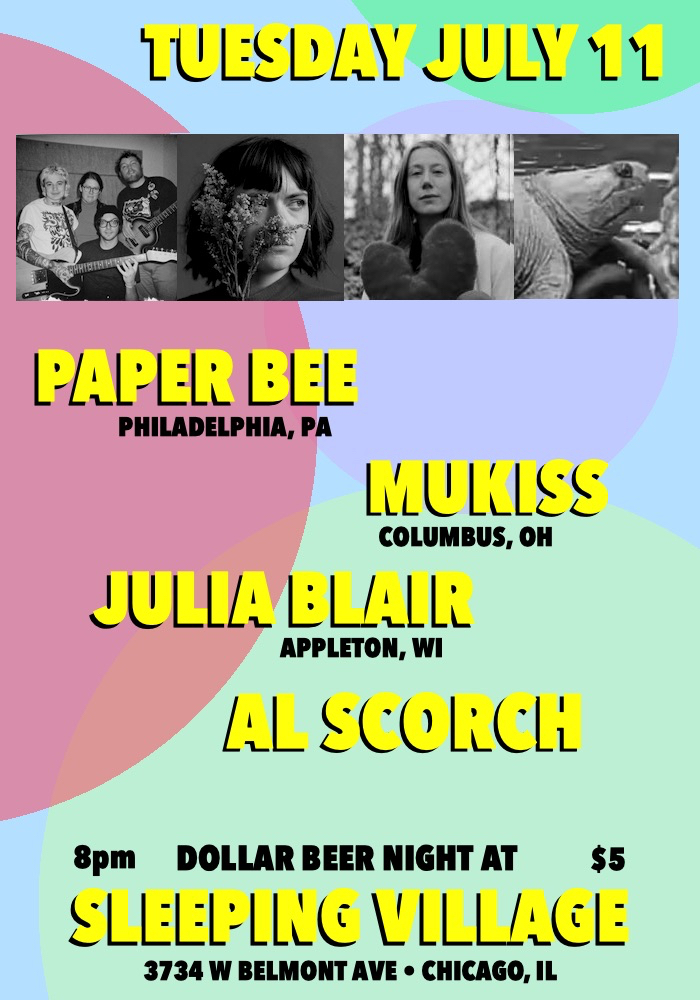 TUESDAY JULY 11
PAPER BEE
PHILADELPHIA, PA
MUKISS
COLUMBUS, OH
JULIA BLAIR
APPLETON, WI
AL SCORCH
8pm DOLLAR BEER NIGHT AT $5
SLEEPING VILLAGE
3734 W BELMONT AVE • CHICAGO, IL